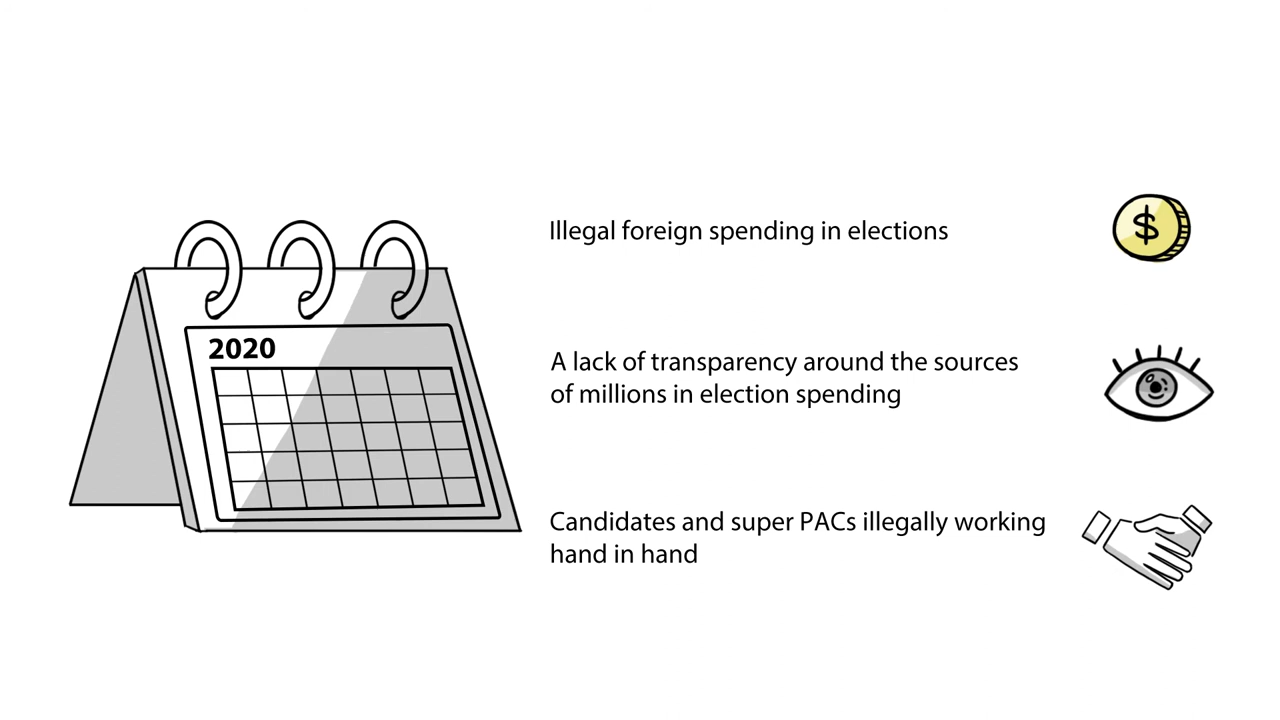 2020
Illegal foreign spending in elections
A lack of transparency around the sources
of millions in election spending
Candidates and super PACs illegally working
hand in hand
$